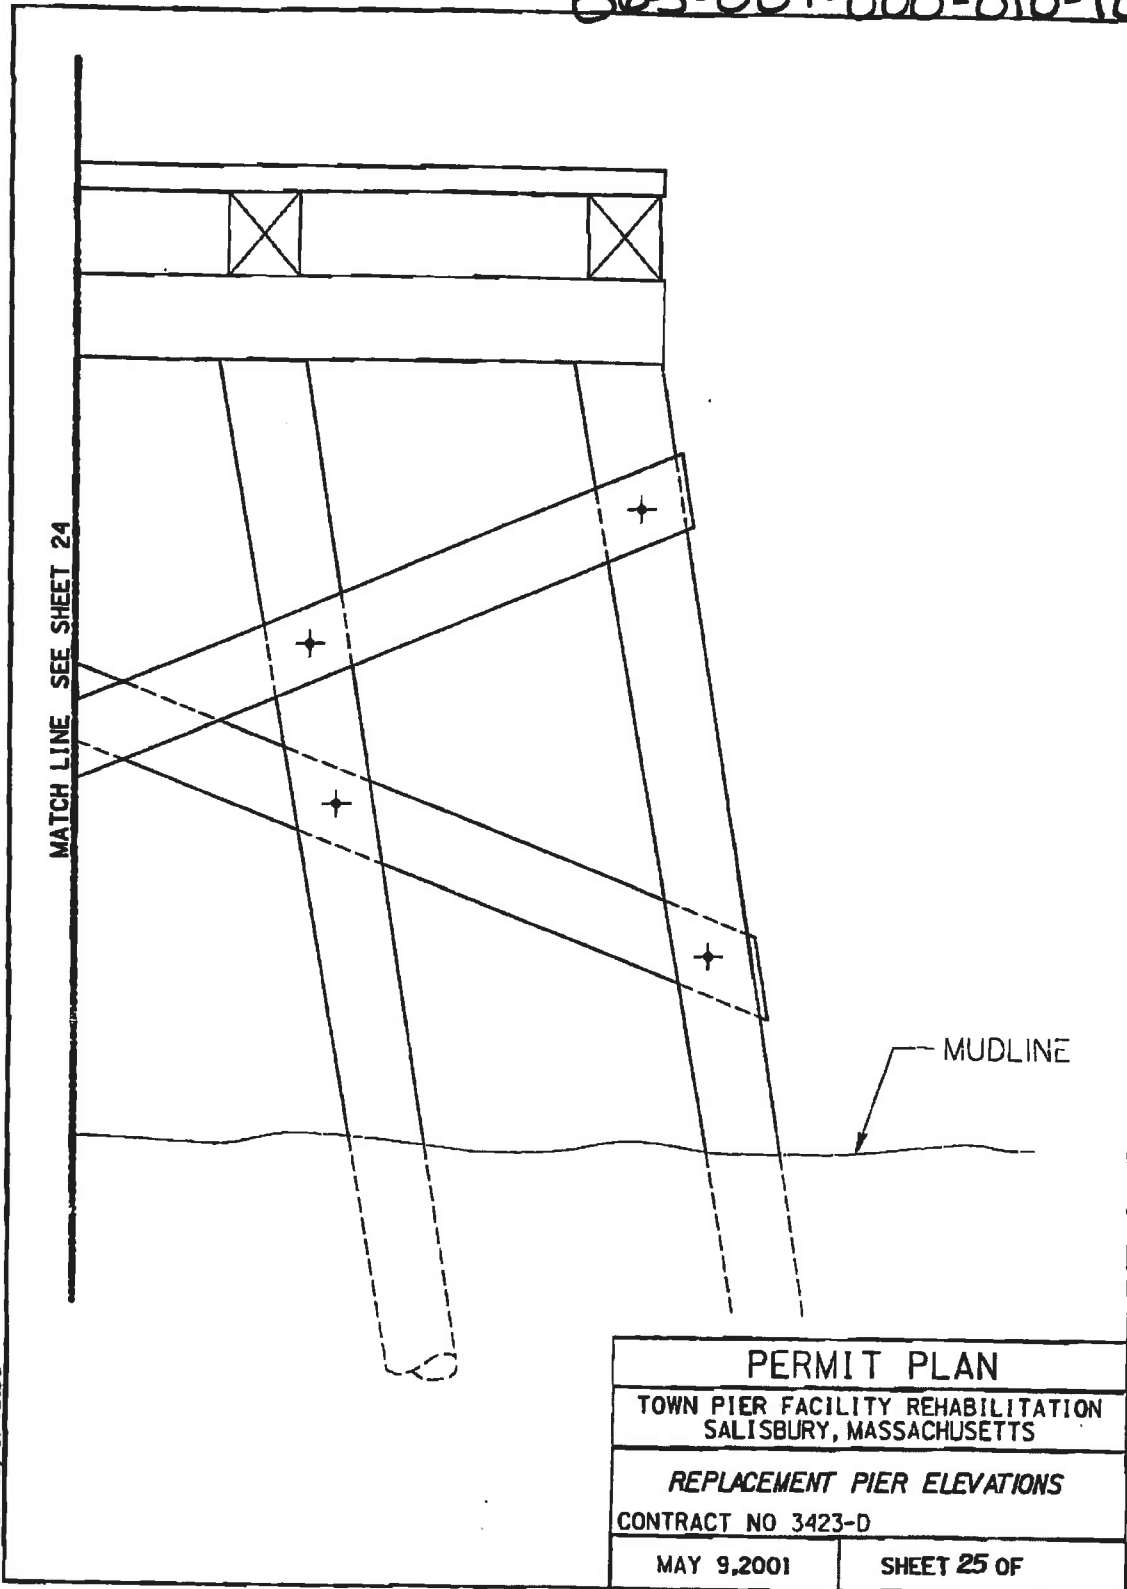 MATCH LINE SEE SHEET 24
MUDLINE
PERMIT PLAN
TOWN PIER FACILITY REHABILITATION
SALISBURY, MASSACHUSETTS
REPLACEMENT PIER ELEVATIONS
CONTRACT NO 3423-D
MAY 9,2001
SHEET 25 OF